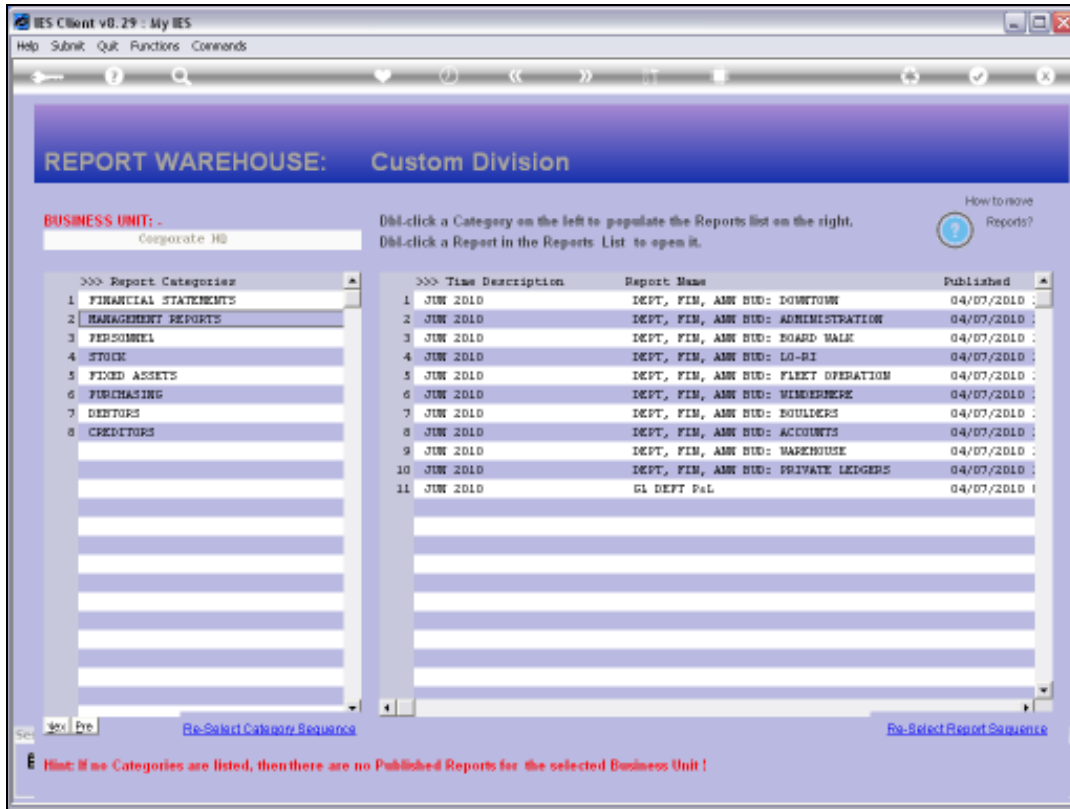 IES Client v8.29 : My IES
Help Submit Quit Functions Commands
REPORT WAREHOUSE: Custom Division
How to move
Reports?
BUSINESS UNIT: -
Corporate HQ
Dbl-click a Category on the left to populate the Reports list on the right.
Dbl-click a Report in the Reports List to open it.
>>> Report Categories
1 FINANCIAL STATEMENTS
2 MANAGEMENT REPORTS
3 PERSONNEL
4 STOCK
5 FIXED ASSETS
6 PURCHASING
7 DEBTORS
8 CREDITORS
>>> Time Description Report Name Published
1 JUN 2010 DEPT, FIN, ANN BUD: DOWNTOWN 04/07/2010
2 JUN 2010 DEPT, FIN, ANN BUD: ADMINISTRATION 04/07/2010
3 JUN 2010 DEPT, FIN, ANN BUD: BOARD WALK 04/07/2010
4 JUN 2010 DEPT, FIN, ANN BUD: LO-RI 04/07/2010
5 JUN 2010 DEPT, FIN, ANN BUD: FLEET OPERATION 04/07/2010
6 JUN 2010 DEPT, FIN, ANN BUD: WINDERMERE 04/07/2010
7 JUN 2010 DEPT, FIN, ANN BUD: BOULDERS 04/07/2010
8 JUN 2010 DEPT, FIN, ANN BUD: ACCOUNTS 04/07/2010
9 JUN 2010 DEPT, FIN, ANN BUD: WAREHOUSE 04/07/2010
10 JUN 2010 DEPT, FIN, ANN BUD: PRIVATE LEDGERS 04/07/2010
11 JUN 2010 GL DEPT P&L 04/07/2010
Nex Pre Re-Select Category Sequence
Re-Select Report Sequence
Hint: If no Categories are listed, then there are no Published Reports for the selected Business Unit !